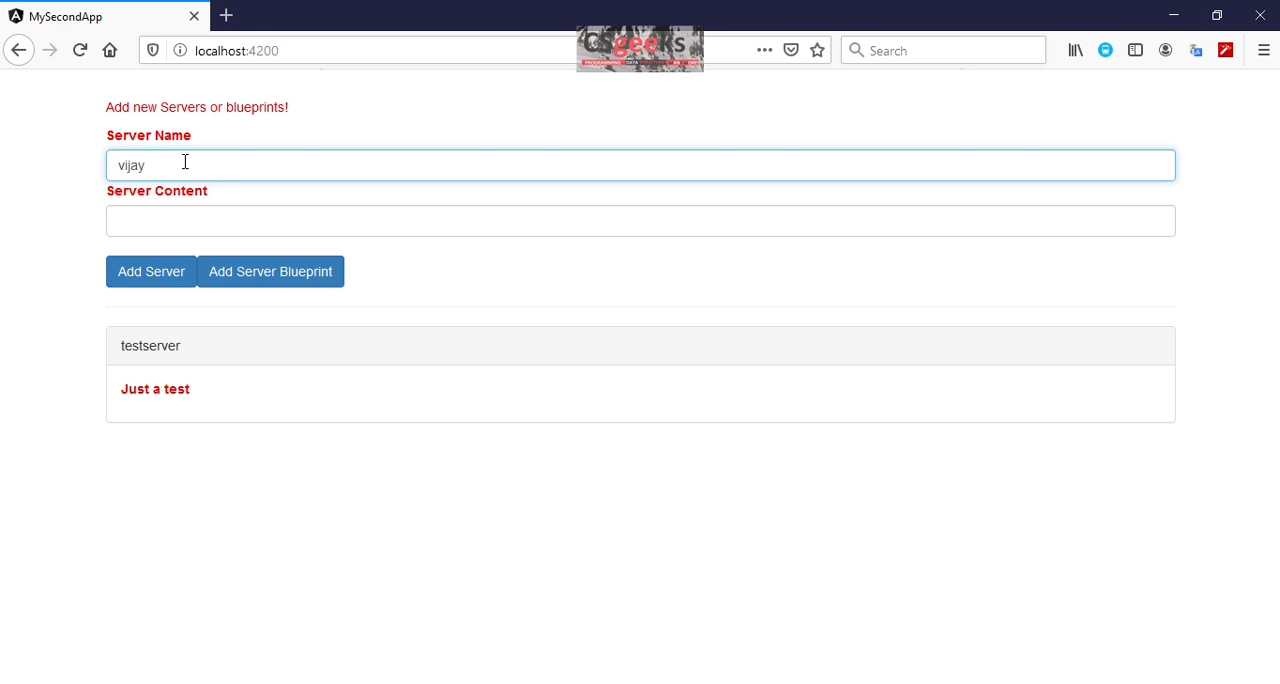 MySecondApp
localhost:4200
CSgeeks
Search
Add new Servers or blueprints!
Server Name
vijay
Server Content
Add Server
Add Server Blueprint
testserver
Just a test